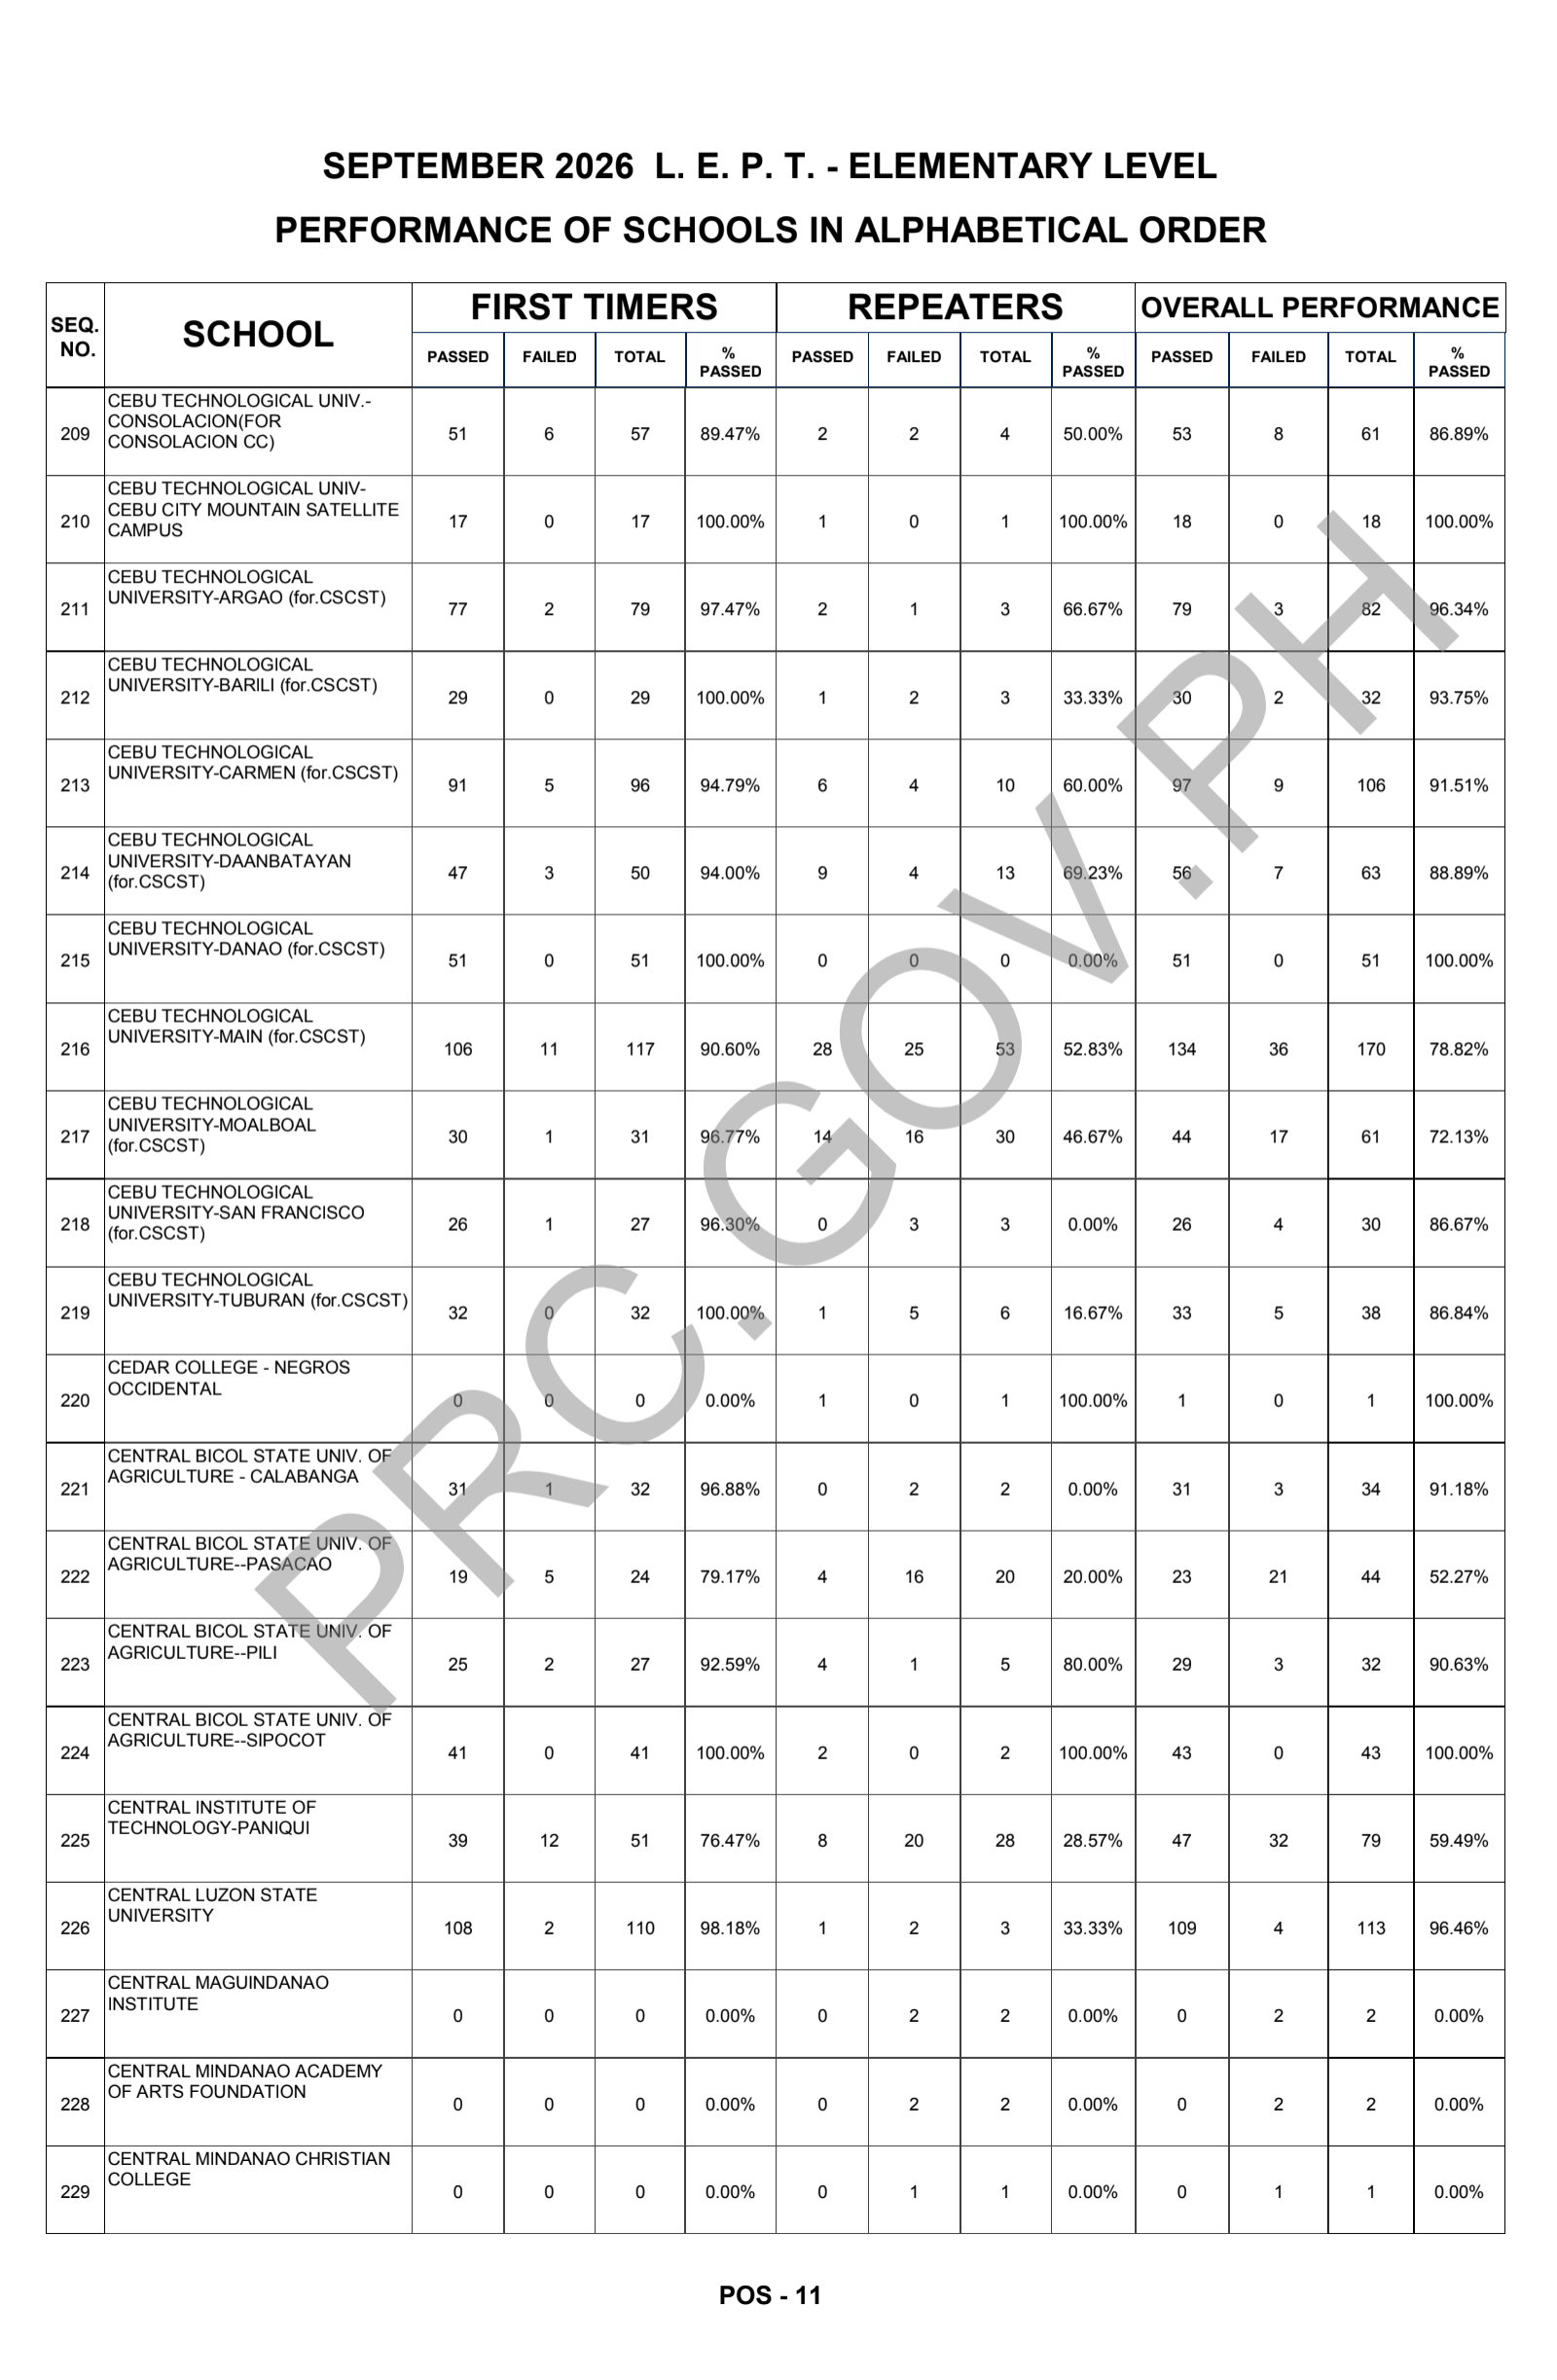 SEPTEMBER 2026 L. E. P. T. - ELEMENTARY LEVEL
PERFORMANCE OF SCHOOLS IN ALPHABETICAL ORDER
SEQ. NO. SCHOOL FIRST TIMERS REPEATERS OVERALL PERFORMANCE
PASSED FAILED TOTAL % PASSED PASSED FAILED TOTAL % PASSED PASSED FAILED TOTAL % PASSED
CEBU TECHNOLOGICAL UNIV.-
CONSOLACION(FOR
CONSOLACION CC)
209 51 6 57 89.47% 2 2 4 50.00% 53 8 61 86.89%
CEBU TECHNOLOGICAL UNIV-
CEBU CITY MOUNTAIN SATELLITE
CAMPUS
210 17 0 17 100.00% 1 0 1 100.00% 18 0 18 100.00%
CEBU TECHNOLOGICAL
UNIVERSITY-ARGAO (for.CSCST)
211 77 2 79 97.47% 2 1 3 66.67% 79 3 82 96.34%
CEBU TECHNOLOGICAL
UNIVERSITY-BARILI (for.CSCST)
212 29 0 29 100.00% 1 2 3 33.33% 30 2 32 93.75%
CEBU TECHNOLOGICAL
UNIVERSITY-CARMEN (for.CSCST)
213 91 5 96 94.79% 6 4 10 60.00% 97 9 106 91.51%
CEBU TECHNOLOGICAL
UNIVERSITY-DAANBATAYAN
(for.CSCST)
214 47 3 50 94.00% 9 4 13 69.23% 56 7 63 88.89%
CEBU TECHNOLOGICAL
UNIVERSITY-DANAO (for.CSCST)
215 51 0 51 100.00% 0 0 0 0.00% 51 0 51 100.00%
CEBU TECHNOLOGICAL
UNIVERSITY-MAIN (for.CSCST)
216 106 11 117 90.60% 28 25 53 52.83% 134 36 170 78.82%
CEBU TECHNOLOGICAL
UNIVERSITY-MOALBOAL
(for.CSCST)
217 30 1 31 96.77% 14 16 30 46.67% 44 17 61 72.13%
CEBU TECHNOLOGICAL
UNIVERSITY-SAN FRANCISCO
(for.CSCST)
218 26 1 27 96.30% 0 3 3 0.00% 26 4 30 86.67%
CEBU TECHNOLOGICAL
UNIVERSITY-TUBURAN (for.CSCST)
219 32 0 32 100.00% 1 5 6 16.67% 33 5 38 86.84%
CEDAR COLLEGE - NEGROS
OCCIDENTAL
220 0 0 0 0.00% 1 0 1 100.00% 1 0 1 100.00%
CENTRAL BICOL STATE UNIV. OF
AGRICULTURE - CALABANGA
221 31 1 32 96.88% 0 2 2 0.00% 31 3 34 91.18%
CENTRAL BICOL STATE UNIV. OF
AGRICULTURE--PASACAO
222 19 5 24 79.17% 4 16 20 20.00% 23 21 44 52.27%
CENTRAL BICOL STATE UNIV. OF
AGRICULTURE--PILI
223 25 2 27 92.59% 4 1 5 80.00% 29 3 32 90.63%
CENTRAL BICOL STATE UNIV. OF
AGRICULTURE--SIPOCOT
224 41 0 41 100.00% 2 0 2 100.00% 43 0 43 100.00%
CENTRAL INSTITUTE OF
TECHNOLOGY-PANIQUI
225 39 12 51 76.47% 8 20 28 28.57% 47 32 79 59.49%
CENTRAL LUZON STATE
UNIVERSITY
226 108 2 110 98.18% 1 2 3 33.33% 109 4 113 96.46%
CENTRAL MAGUINDANAO
INSTITUTE
227 0 0 0 0.00% 0 2 2 0.00% 0 2 2 0.00%
CENTRAL MINDANAO ACADEMY
OF ARTS FOUNDATION
228 0 0 0 0.00% 0 2 2 0.00% 0 2 2 0.00%
CENTRAL MINDANAO CHRISTIAN
COLLEGE
229 0 0 0 0.00% 0 1 1 0.00% 0 1 1 0.00%
PRC.GOV.PH
POS - 11